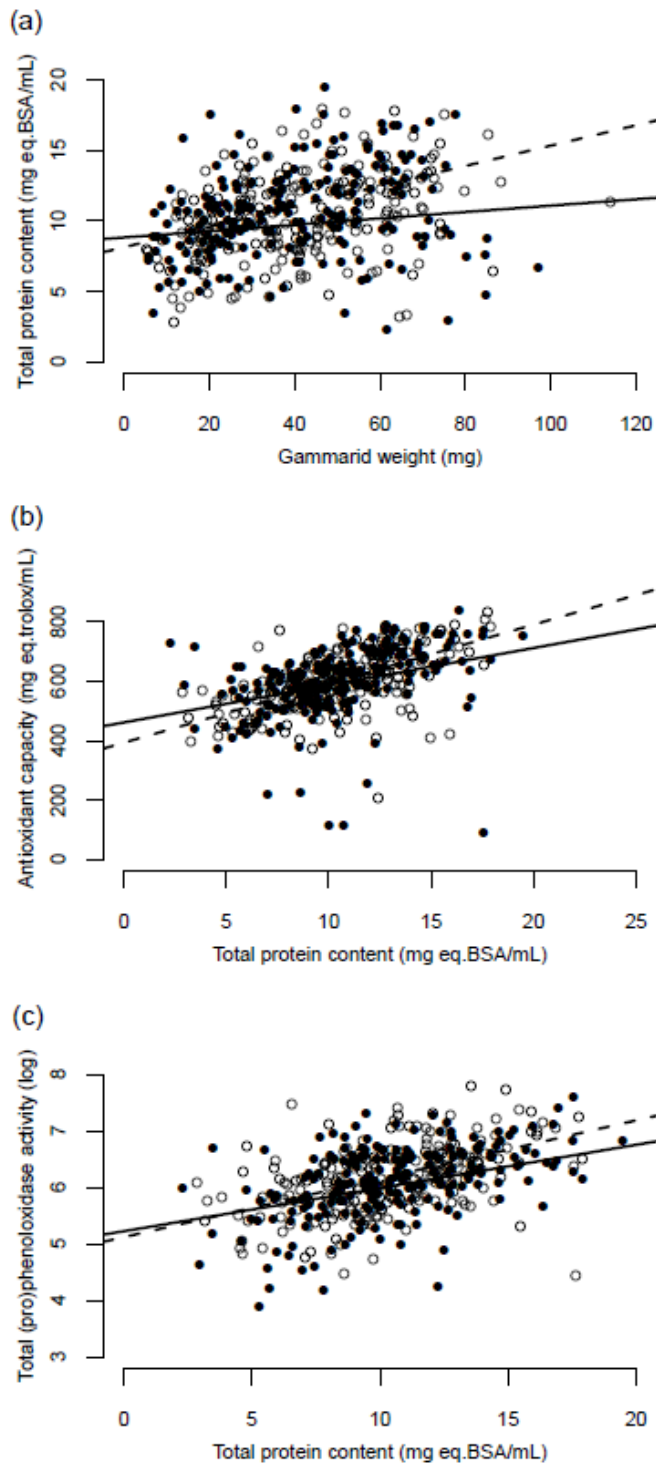 (a)
Total protein content (mg eq.BSA/mL)
20
15
10
5
0
0 20 40 60 80 100 120
Gammarid weight (mg)
(b)
Antioxidant capacity (mg eq.trolox/mL)
800
600
400
200
0
0 5 10 15 20 25
Total protein content (mg eq.BSA/mL)
(c)
Total (pro)phenoloxidase activity (log)
8
7
6
5
4
3
0 5 10 15 20
Total protein content (mg eq.BSA/mL)